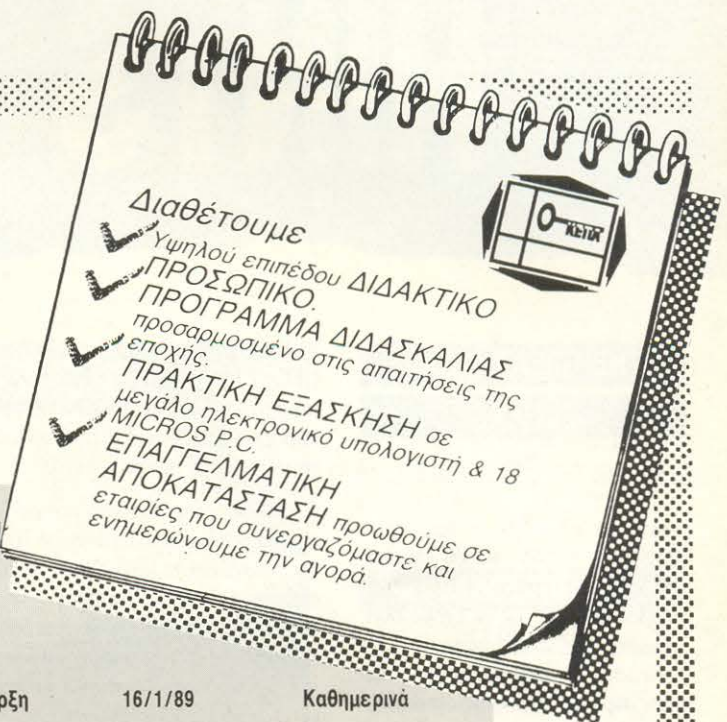 ΚΕΠΑ
Διαθέτουμε
Υψηλού επιπέδου ΔΙΔΑΚΤΙΚΟ
ΠΡΟΣΩΠΙΚΟ.
ΠΡΟΓΡΑΜΜΑ ΔΙΔΑΣΚΑΛΙΑΣ
προσαρμοσμένο στις απαιτήσεις της
εποχής.
ΠΡΑΚΤΙΚΗ ΕΞΑΣΚΗΣΗ σε
μεγάλο ηλεκτρονικό υπολογιστή & 18
MICROS P.C.
ΕΠΑΓΓΕΛΜΑΤΙΚΗ
ΑΠΟΚΑΤΑΣΤΑΣΗ προωθούμε σε
εταιρίες που συνεργαζόμαστε και
ενημερώνουμε την αγορά.
16/1/89 Καθημερινά